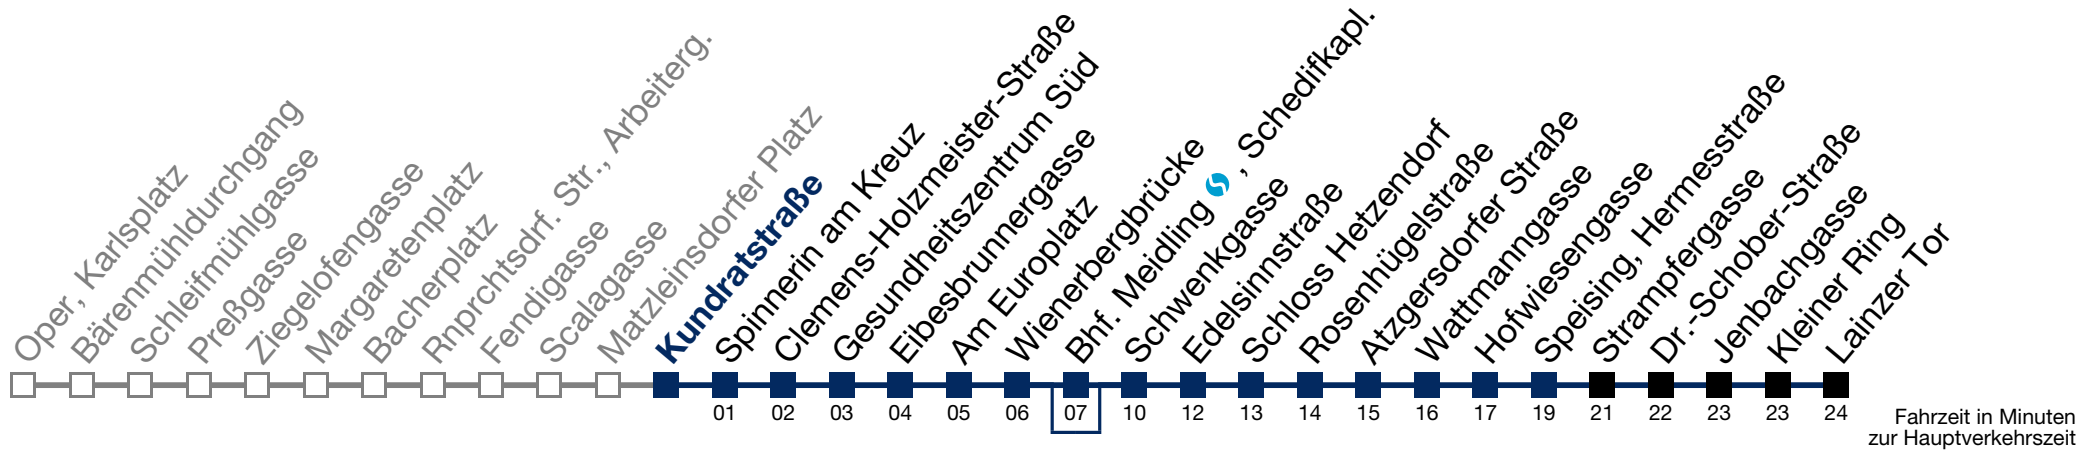 Oper, Karlsplatz
Bärenmühldurchgang
Schleifmühlgasse
Preßgasse
Ziegelofengasse
Margaretenplatz
Bacherplatz
Rnprchtsdrf. Str., Arbeiterg.
Fendigasse
Scalagasse
Matzleinsdorfer Platz
Kundratstraße
Spinnerin am Kreuz
Clemens-Holzmeister-Straße
Gesundheitszentrum Süd
Eibesbrunnergasse
Am Europlatz
Wienerbergbrücke
Bhf. Meidling S, Schedifkapl.
Schwenkgasse
Edelsinnstraße
Schloss Hetzendorf
Rosenhügelstraße
Atzgersdorfer Straße
Wattmanngasse
Hofwiesengasse
Speising, Hermesstraße
Strampfergasse
Dr.-Schober-Straße
Jenbachgasse
Kleiner Ring
Lainzer Tor
01 02 03 04 05 06 07 10 12 13 14 15 16 17 19 21 22 23 23 24
Fahrzeit in Minuten
zur Hauptverkehrszeit